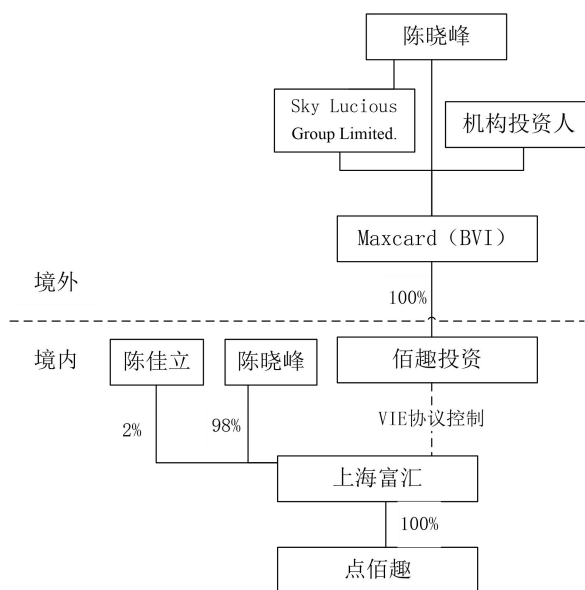 陈晓峰
Sky Lucious
Group Limited.
机构投资人
Maxcard（BVI）
境外
100%
境内
陈佳立
陈晓峰
佰趣投资
2%
98%
VIE协议控制
上海富汇
100%
点佰趣